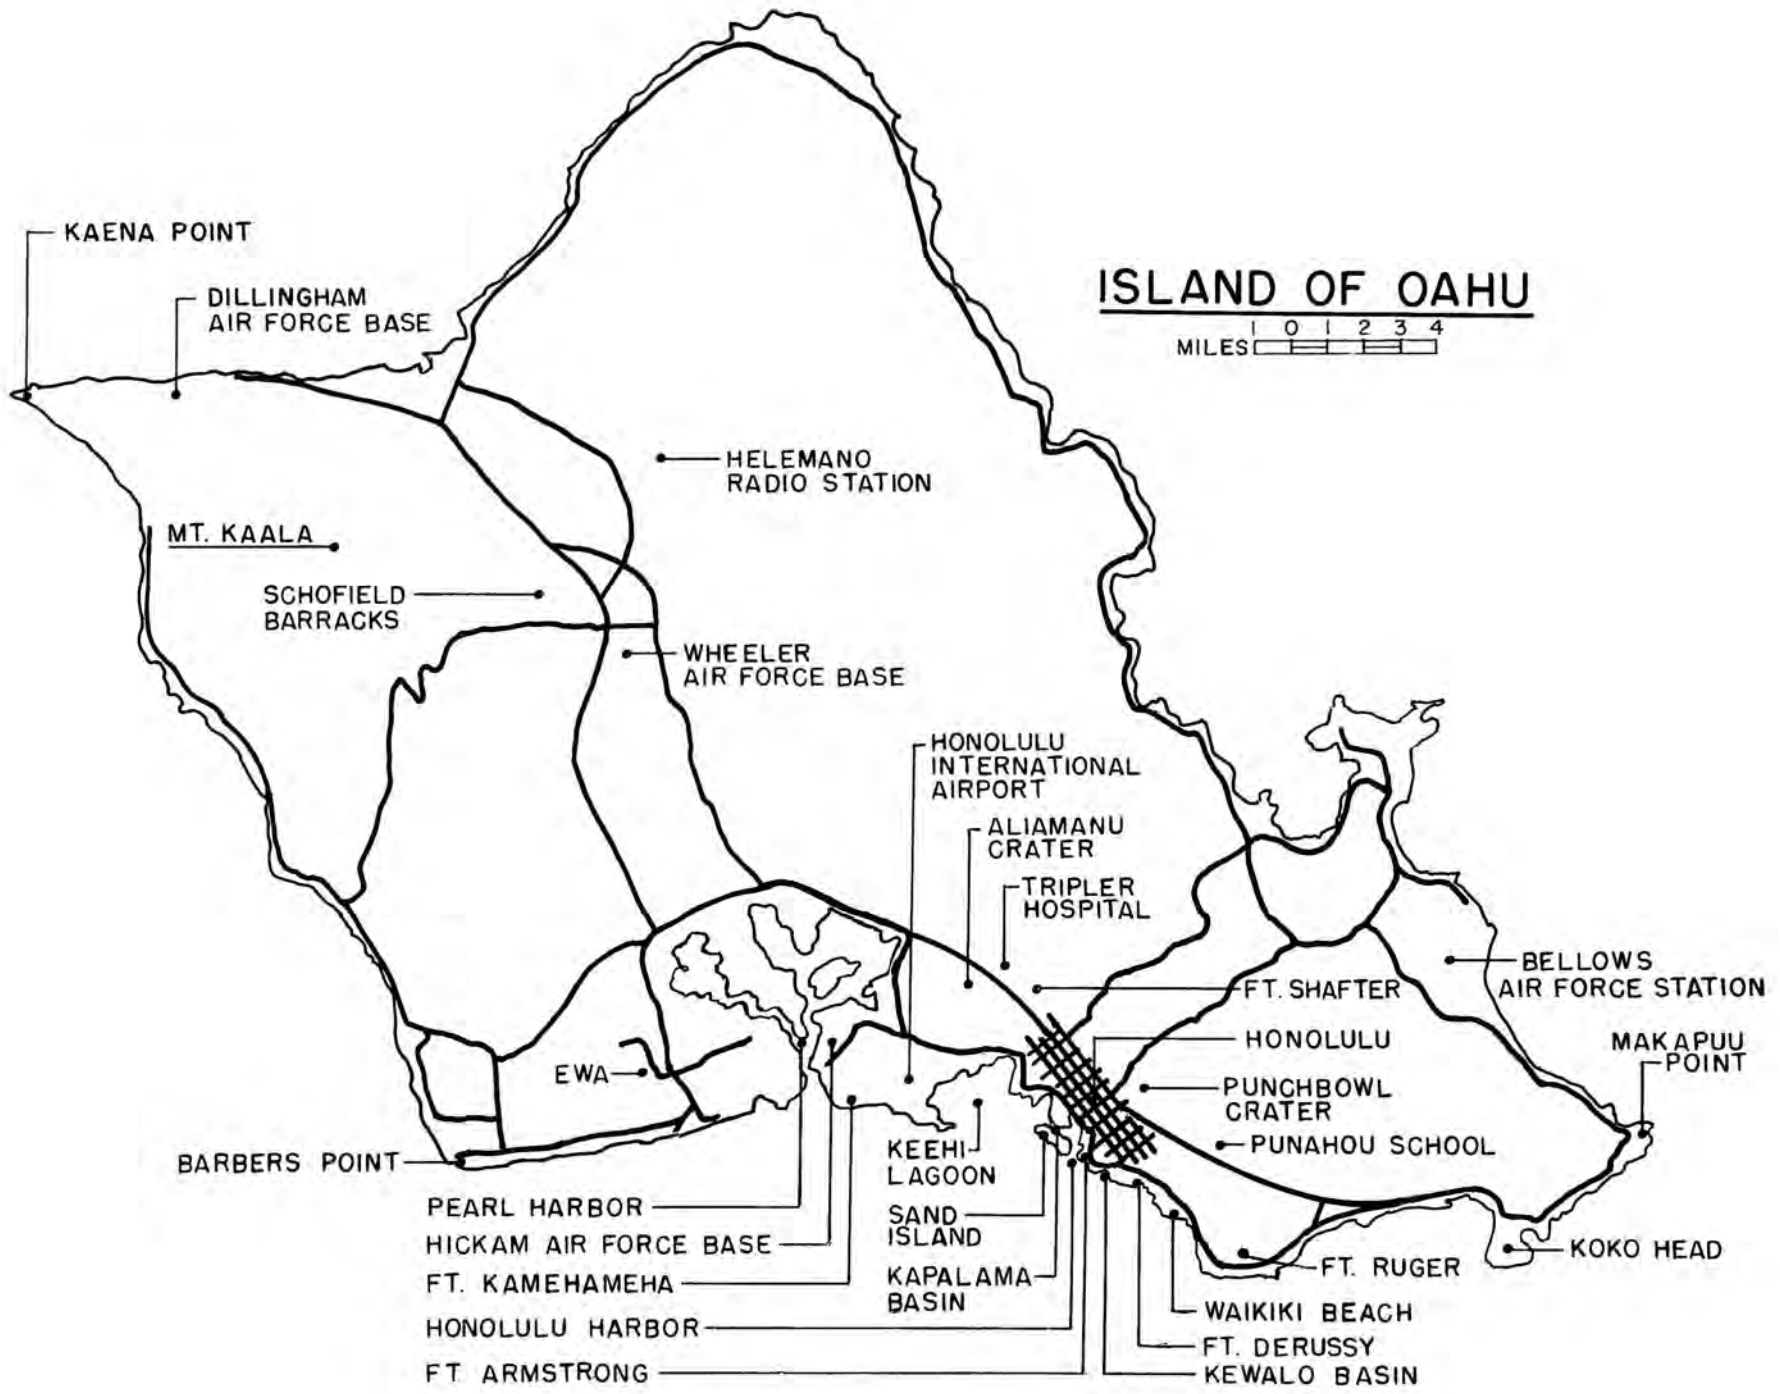 KAENA POINT
DILLINGHAM
AIR FORCE BASE
ISLAND OF OAHU
1 0 1 2 3 4
MILES
HELEMANO
RADIO STATION
MT. KAALA
SCHOFIELD
BARRACKS
WHEELER
AIR FORCE BASE
HONOLULU
INTERNATIONAL
AIRPORT
ALIAMANU
CRATER
TRIPLER
HOSPITAL
BELLOWS
AIR FORCE STATION
FT. SHAFTER
HONOLULU
MAKAPUU
POINT
EWA
PUNCHBOWL
CRATER
PUNAHOU SCHOOL
BARBERS POINT
KEEHI
LAGOON
PEARL HARBOR
SAND
ISLAND
HICKAM AIR FORCE BASE
KOKO HEAD
FT. RUGER
FT. KAMEHAMEHA
KAPALAMA
BASIN
WAIKIKI BEACH
HONOLULU HARBOR
FT. DERUSSY
FT ARMSTRONG
KEWALO BASIN